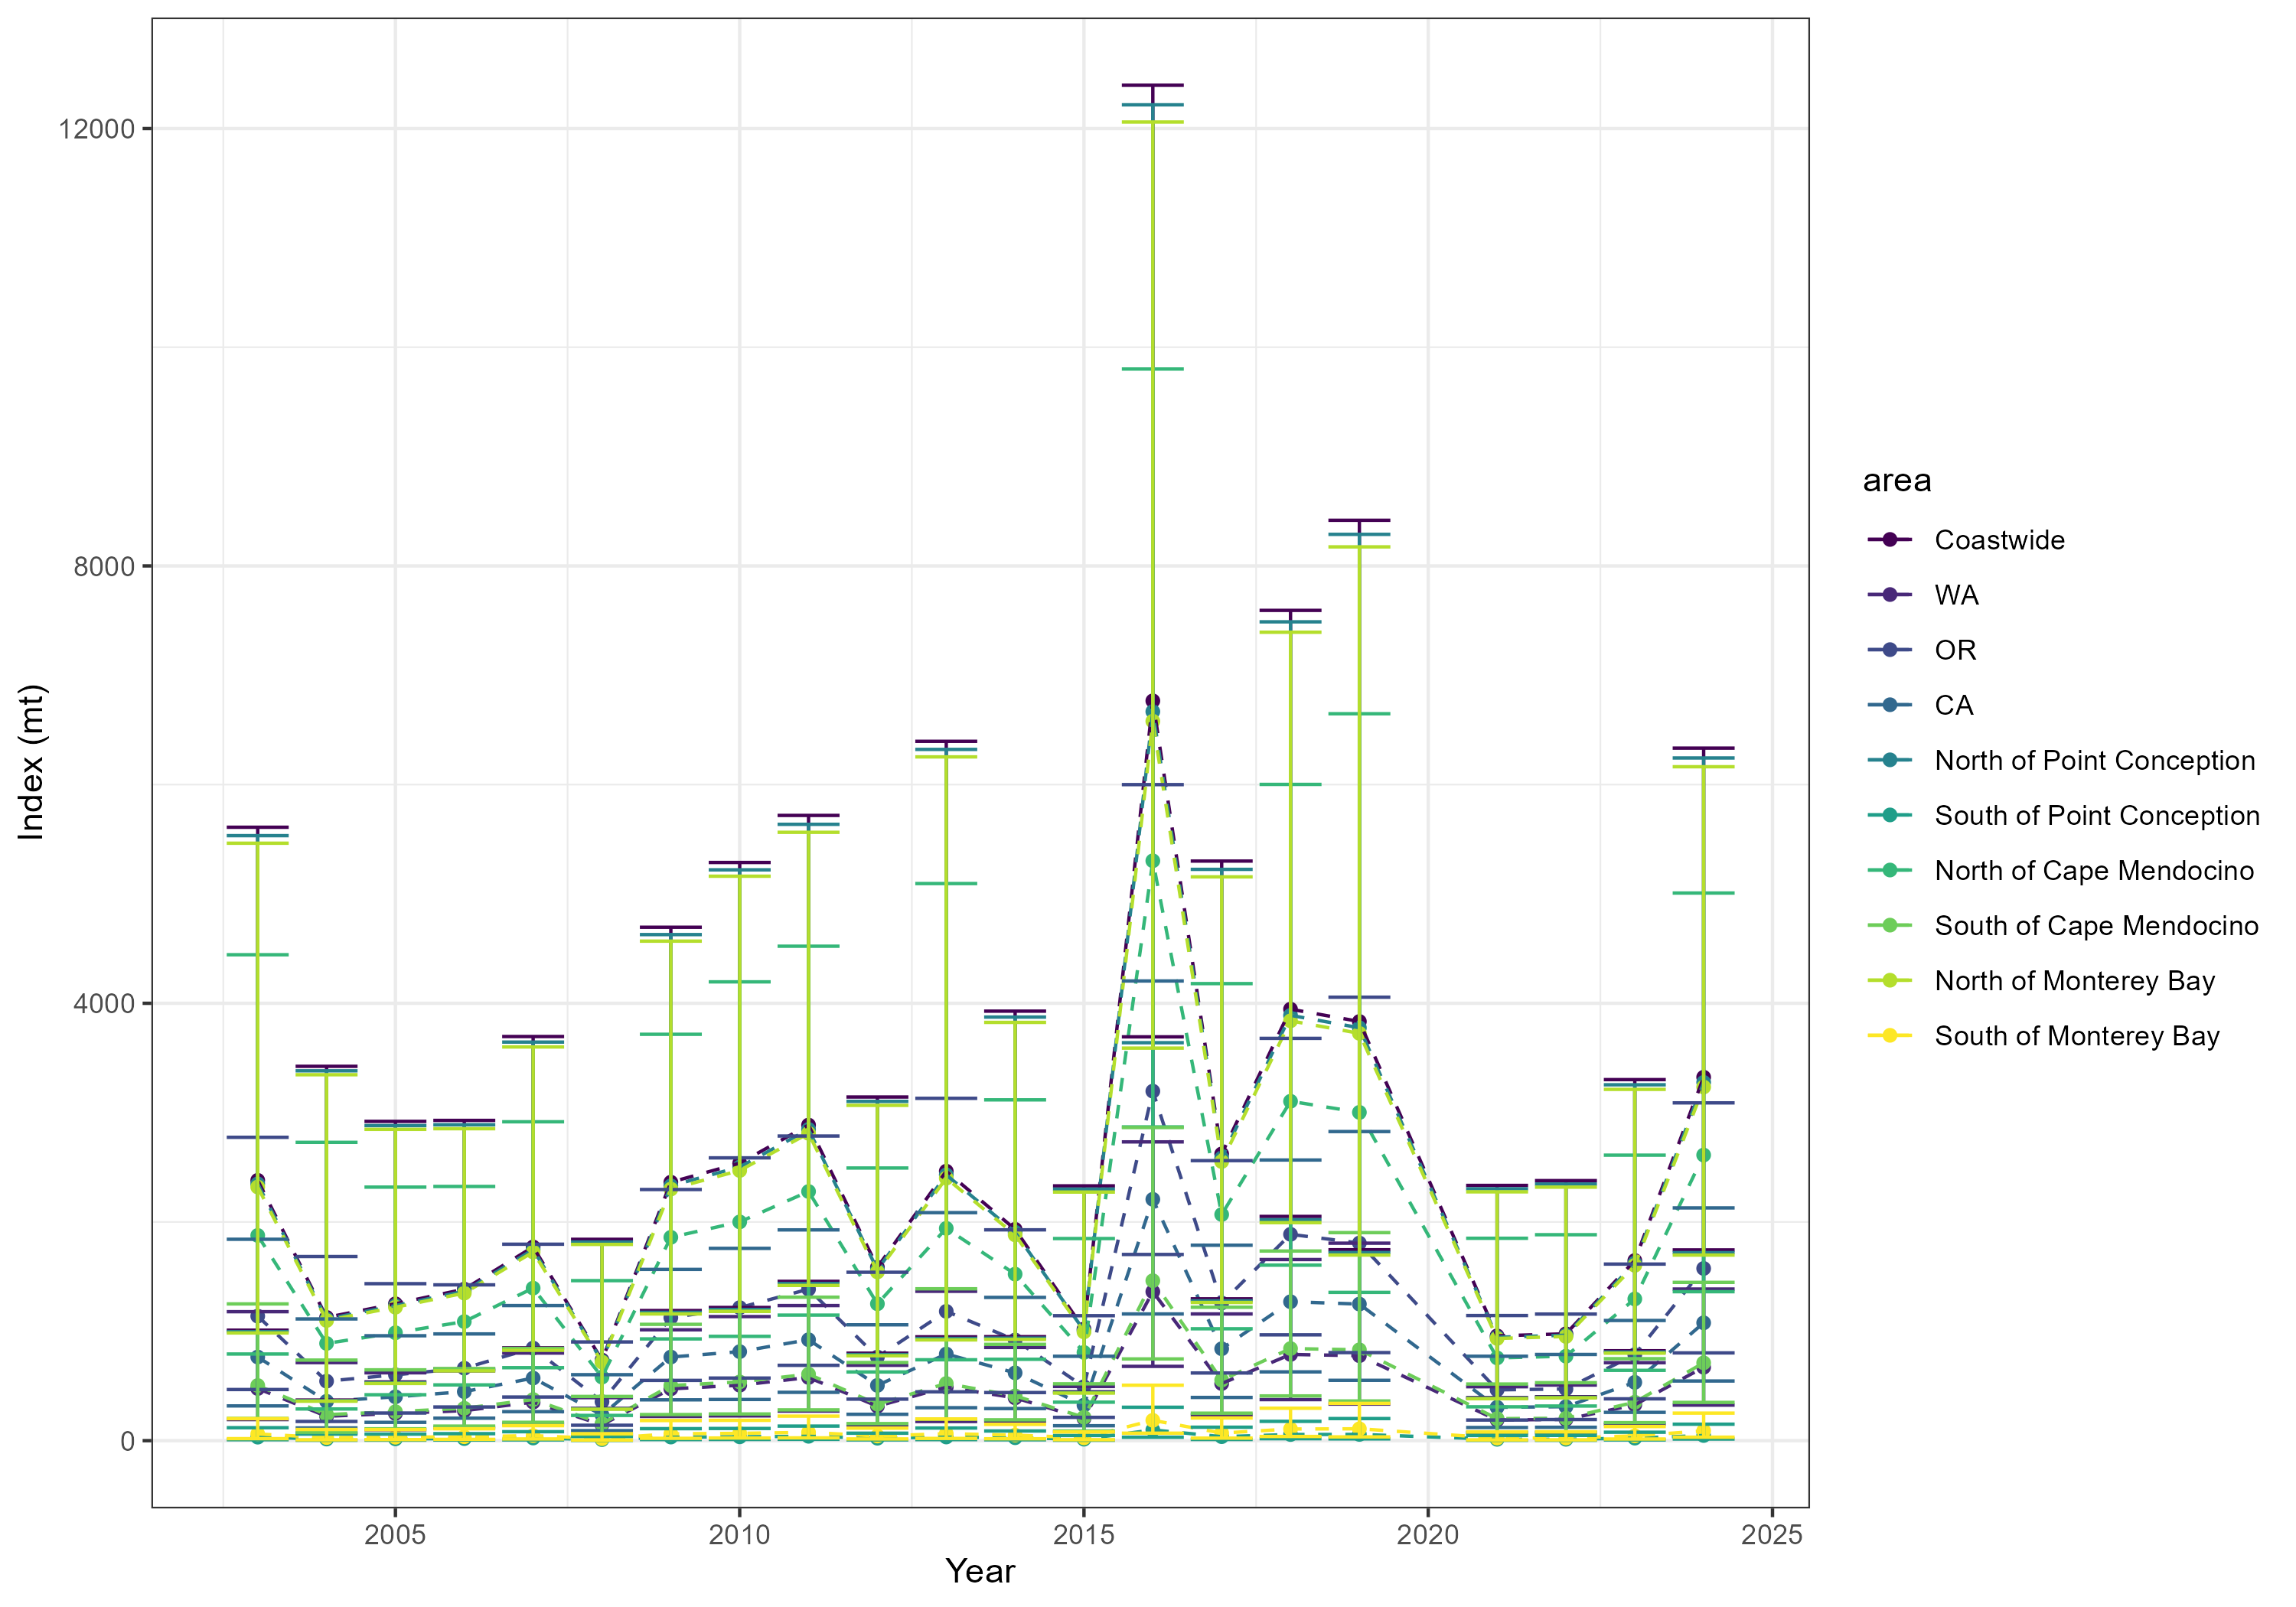 12000
8000
4000
0
Index (mt)
2005
2010
2015
2020
2025
Year
area
Coastwide
WA
OR
CA
North of Point Conception
South of Point Conception
North of Cape Mendocino
South of Cape Mendocino
North of Monterey Bay
South of Monterey Bay